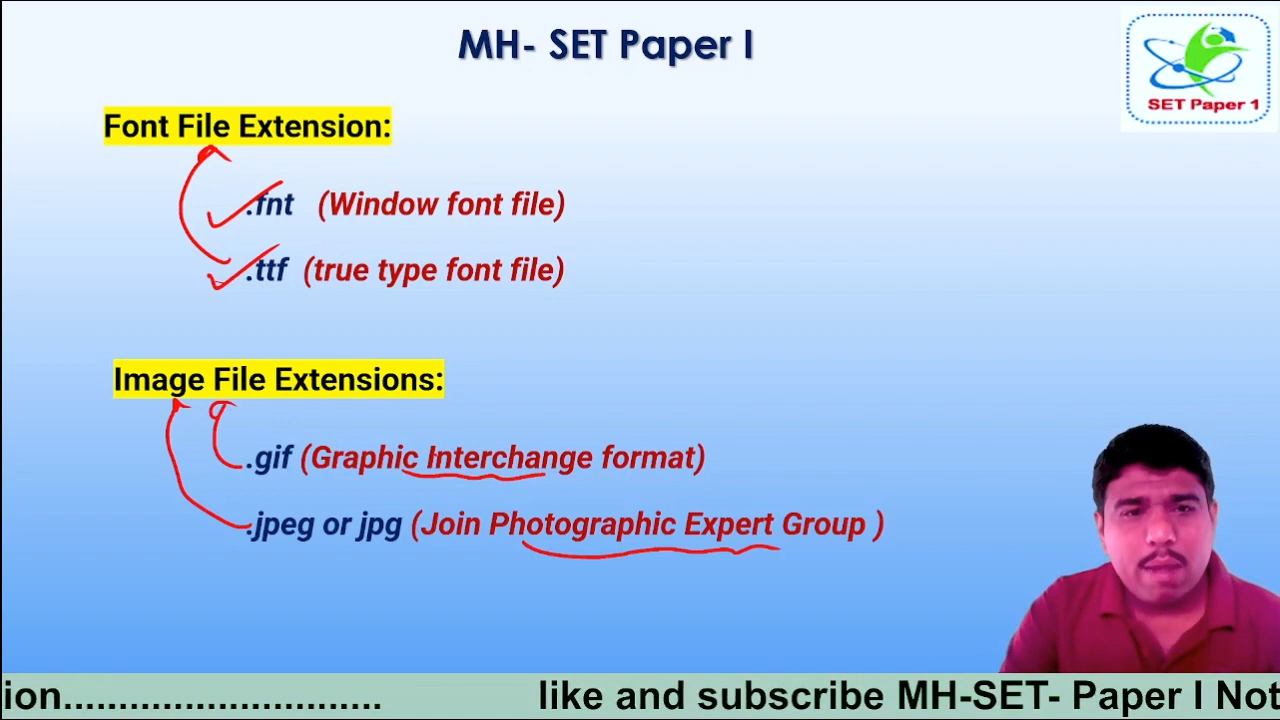 MH- SET Paper I
SET Paper 1
Font File Extension:
.fnt (Window font file)
.ttf (true type font file)
Image File Extensions:
.gif (Graphic Interchange format)
.jpeg or jpg (Join Photographic Expert Group )
ion............................. like and subscribe MH-SET- Paper I Not